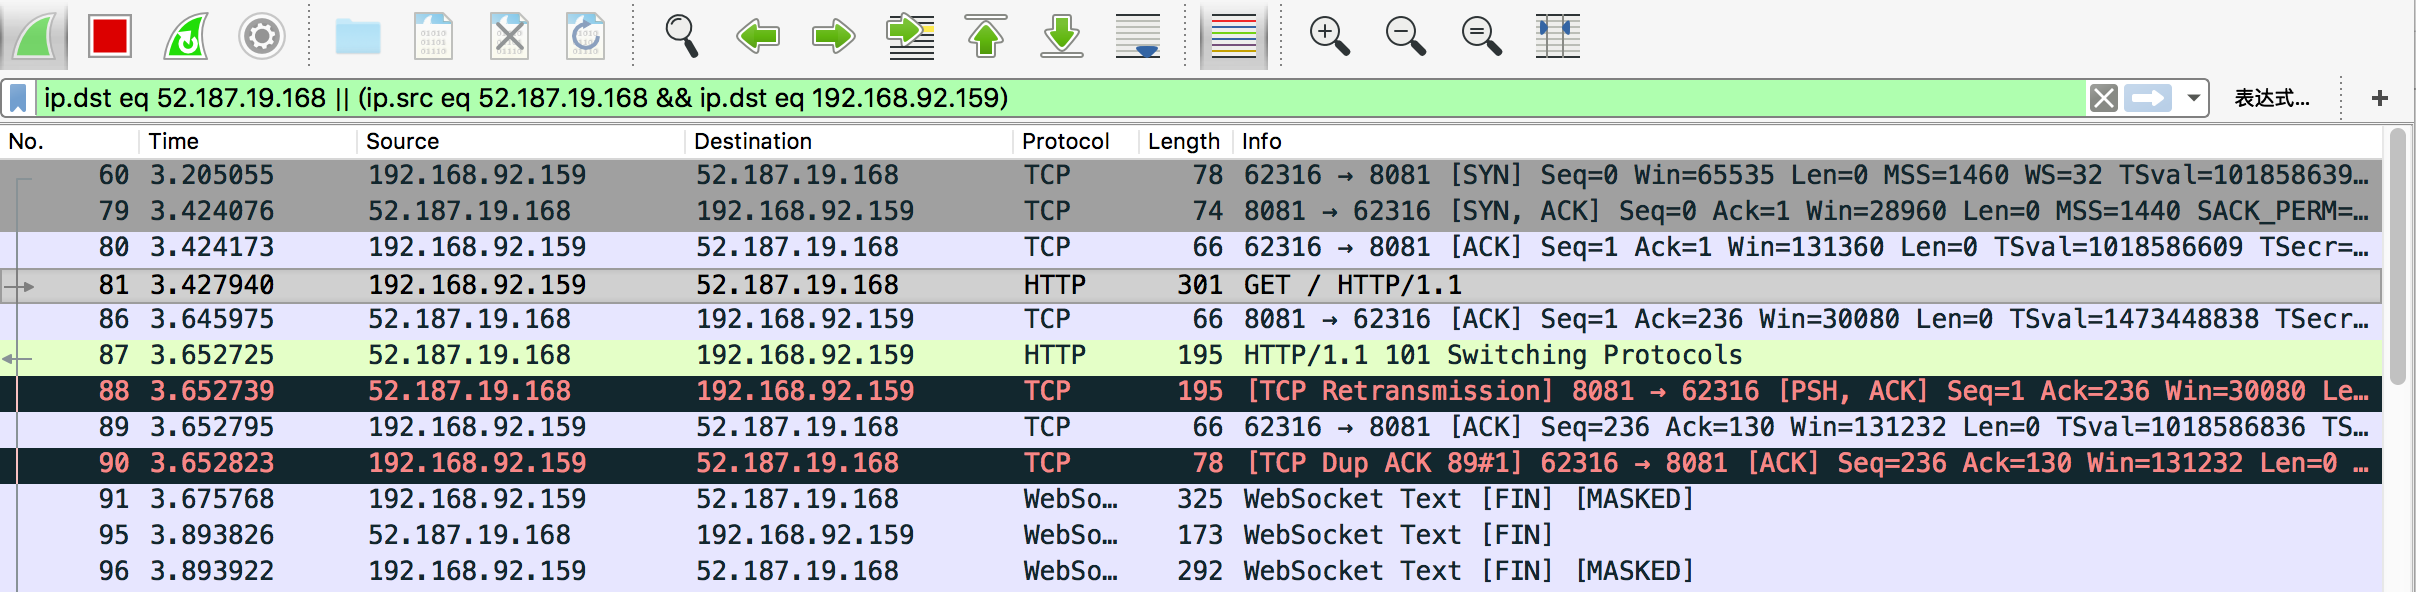 ip.dst eq 52.187.19.168 || (ip.src eq 52.187.19.168 && ip.dst eq 192.168.92.159) 表达式... +
No. Time Source Destination Protocol Length Info
60 3.205055 192.168.92.159 52.187.19.168 TCP 78 62316 → 8081 [SYN] Seq=0 Win=65535 Len=0 MSS=1460 WS=32 TSval=101858639…
79 3.424076 52.187.19.168 192.168.92.159 TCP 74 8081 → 62316 [SYN, ACK] Seq=0 Ack=1 Win=28960 Len=0 MSS=1440 SACK_PERM=…
80 3.424173 192.168.92.159 52.187.19.168 TCP 66 62316 → 8081 [ACK] Seq=1 Ack=1 Win=131360 Len=0 TSval=1018586609 TSecr=…
81 3.427940 192.168.92.159 52.187.19.168 HTTP 301 GET / HTTP/1.1
86 3.645975 52.187.19.168 192.168.92.159 TCP 66 8081 → 62316 [ACK] Seq=1 Ack=236 Win=30080 Len=0 TSval=1473448838 TSecr…
87 3.652725 52.187.19.168 192.168.92.159 HTTP 195 HTTP/1.1 101 Switching Protocols
88 3.652739 52.187.19.168 192.168.92.159 TCP 195 [TCP Retransmission] 8081 → 62316 [PSH, ACK] Seq=1 Ack=236 Win=30080 Le…
89 3.652795 192.168.92.159 52.187.19.168 TCP 66 62316 → 8081 [ACK] Seq=236 Ack=130 Win=131232 Len=0 TSval=1018586836 TS…
90 3.652823 192.168.92.159 52.187.19.168 TCP 78 [TCP Dup ACK 89#1] 62316 → 8081 [ACK] Seq=236 Ack=130 Win=131232 Len=0 …
91 3.675768 192.168.92.159 52.187.19.168 WebSo… 325 WebSocket Text [FIN] [MASKED]
95 3.893826 52.187.19.168 192.168.92.159 WebSo… 173 WebSocket Text [FIN]
96 3.893922 192.168.92.159 52.187.19.168 WebSo… 292 WebSocket Text [FIN] [MASKED]